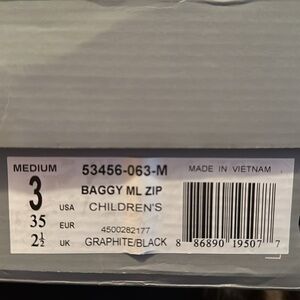 MEDIUM 53456-063-M MADE IN VIETNAM
3 USA BAGGY ML ZIP
35 EUR CHILDREN'S
4500282177
2½ UK GRAPHITE/BLACK 8 86890 19507 7